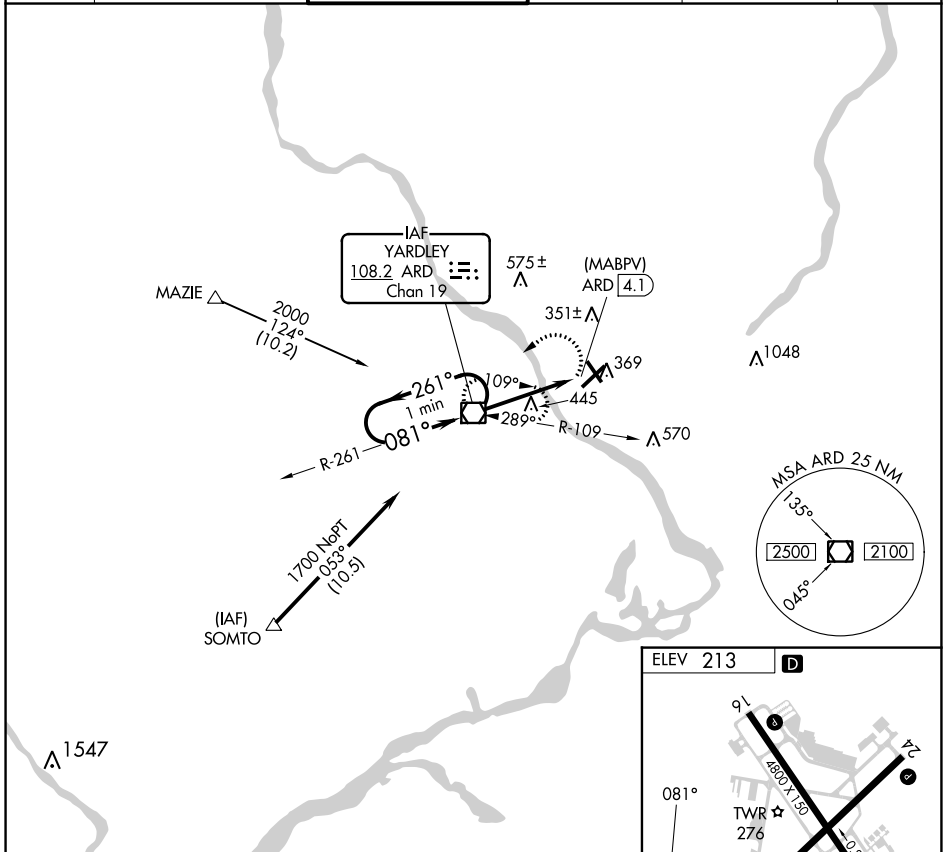 IAF
YARDLEY
108.2 ARD
Chan 19
575±
(MABPV)
ARD 4.1
351±
MAZIE
2000
124°
(10.2)
369
1048
261°
1 min
081°
109°
445
289°
R-109
570
R-261
1700 NoPT
053°
(10.5)
(IAF)
SOMTO
MSA ARD 25 NM
135°
2500
2100
045°
1547
ELEV 213
D
16
24
P
P
4800 X 150
081°
TWR
276